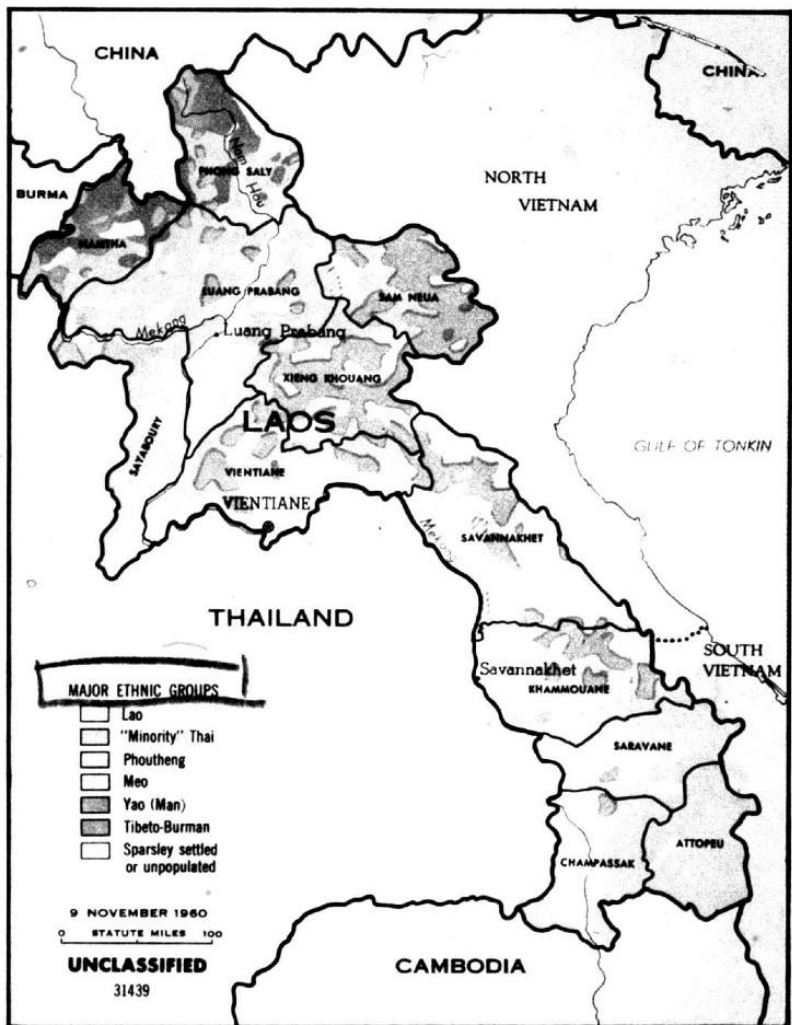 CHINA
CHINA
BURMA
PHONG SALY
Nam Hou
NORTH
VIETNAM
NAMTHA
LUANG PRABANG
SAM NEUA
Mekong
Luang Prabang
XIENG KHOUANG
SAYABOURY
LAOS
GULF OF TONKIN
VIENTIANE
VIENTIANE
Mekong
SAVANNAKHET
THAILAND
SOUTH
VIETNAM
Savannakhet
KHAMMOUANE
MAJOR ETHNIC GROUPS
Lao
"Minority" Thai
Phoutheng
Meo
Yao (Man)
Tibeto-Burman
Sparsley settled
or unpopulated
SARAVANE
CHAMPASSAK
ATTOPEU
9 NOVEMBER 1960
0 STATUTE MILES 100
UNCLASSIFIED
31439
CAMBODIA